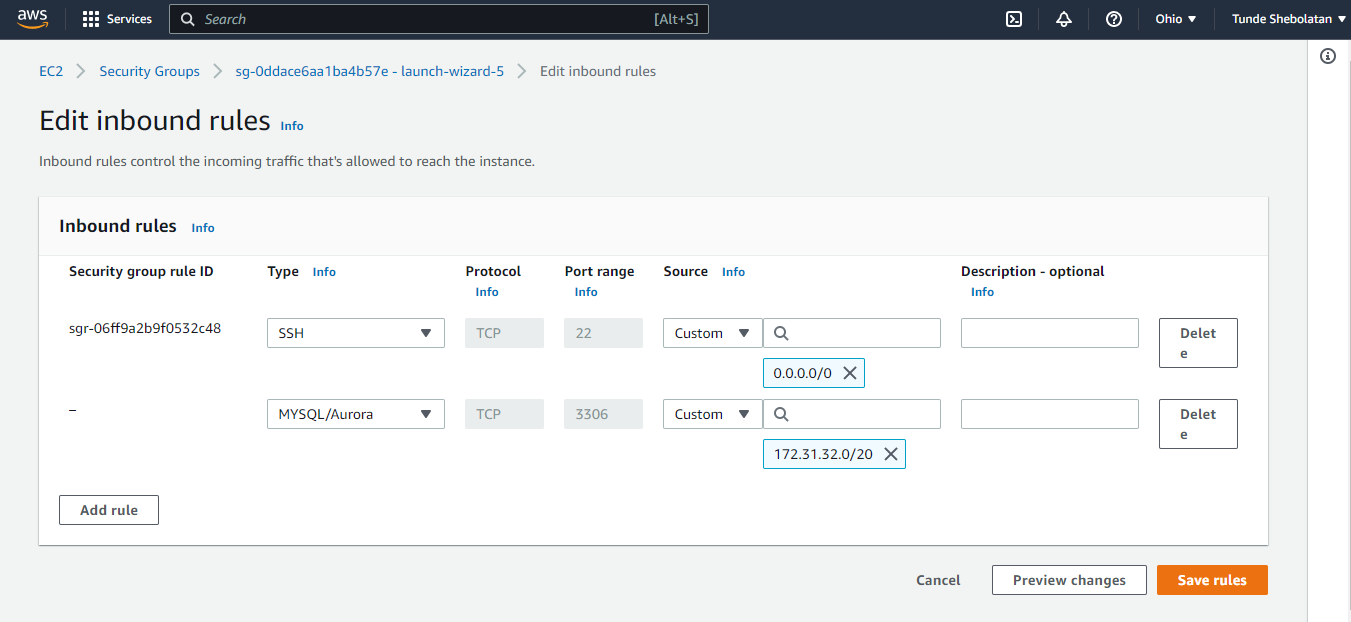 aws Services Search [Alt+S] Ohio Tunde Shebolatan
EC2 Security Groups sg-0ddace6aa1ba4b57e - launch-wizard-5 Edit inbound rules
Edit inbound rules Info
Inbound rules control the incoming traffic that's allowed to reach the instance.
Inbound rules Info
Security group rule ID Type Info Protocol Port range Source Info Description - optional
Info Info Info
sgr-06ff9a2b9f0532c48 SSH TCP 22 Custom Delet
e
0.0.0.0/0
– MYSQL/Aurora TCP 3306 Custom Delet
e
172.31.32.0/20
Add rule
Cancel Preview changes Save rules